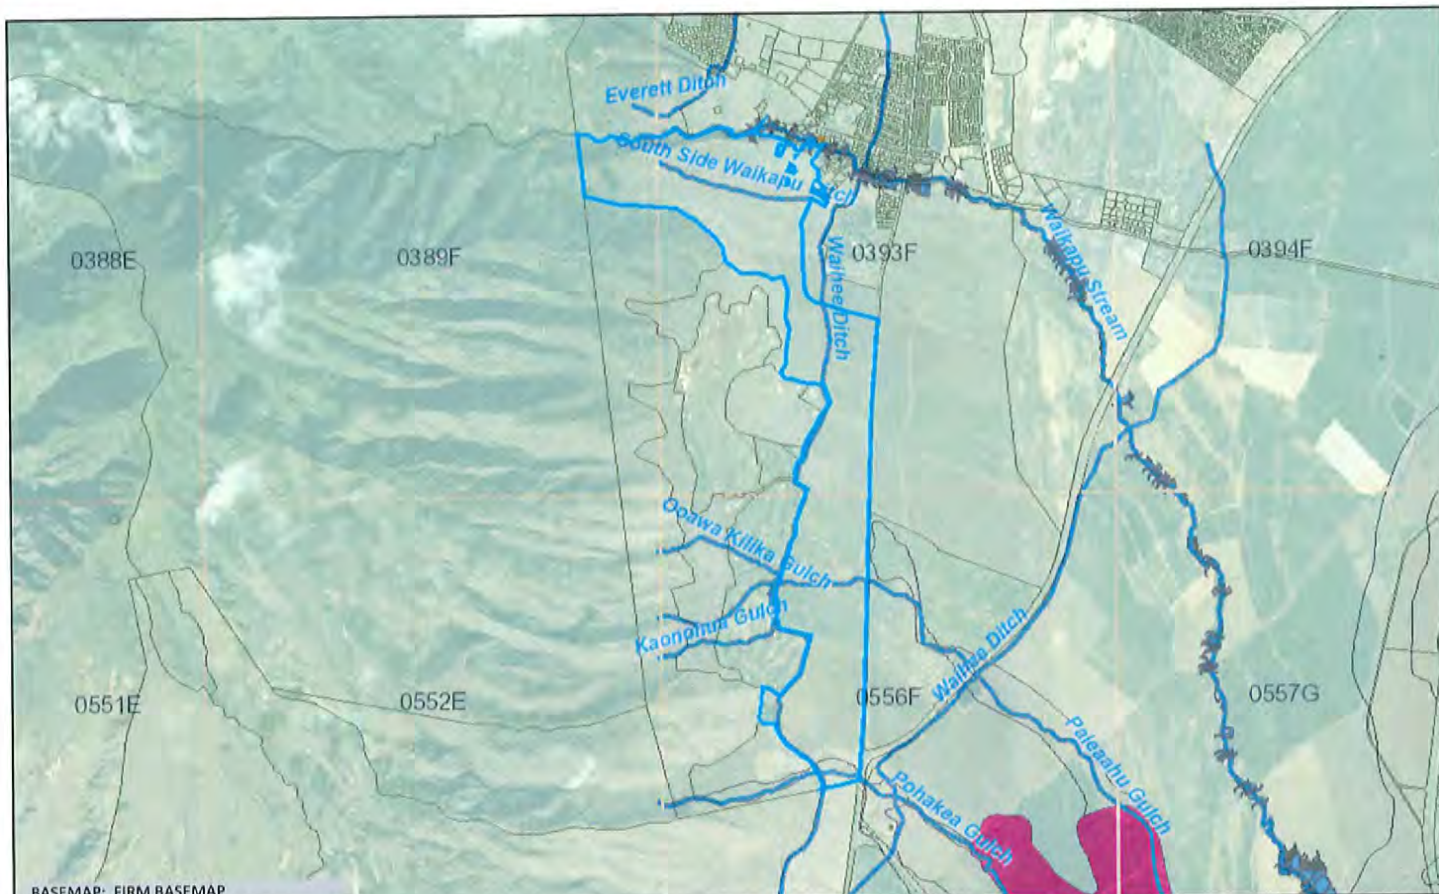 Everett Ditch
South Side Waikapu Ditch
Waikapu Stream
0388E
0389F
Waihee Ditch
0393F
0394F
Ooawa Kilika Gulch
Kaonohua Gulch
Waihee Ditch
0551E
0552E
0556F
0557G
Paleaahu Gulch
Pohakea Gulch
BASEMAP: FIRM BASEMAP